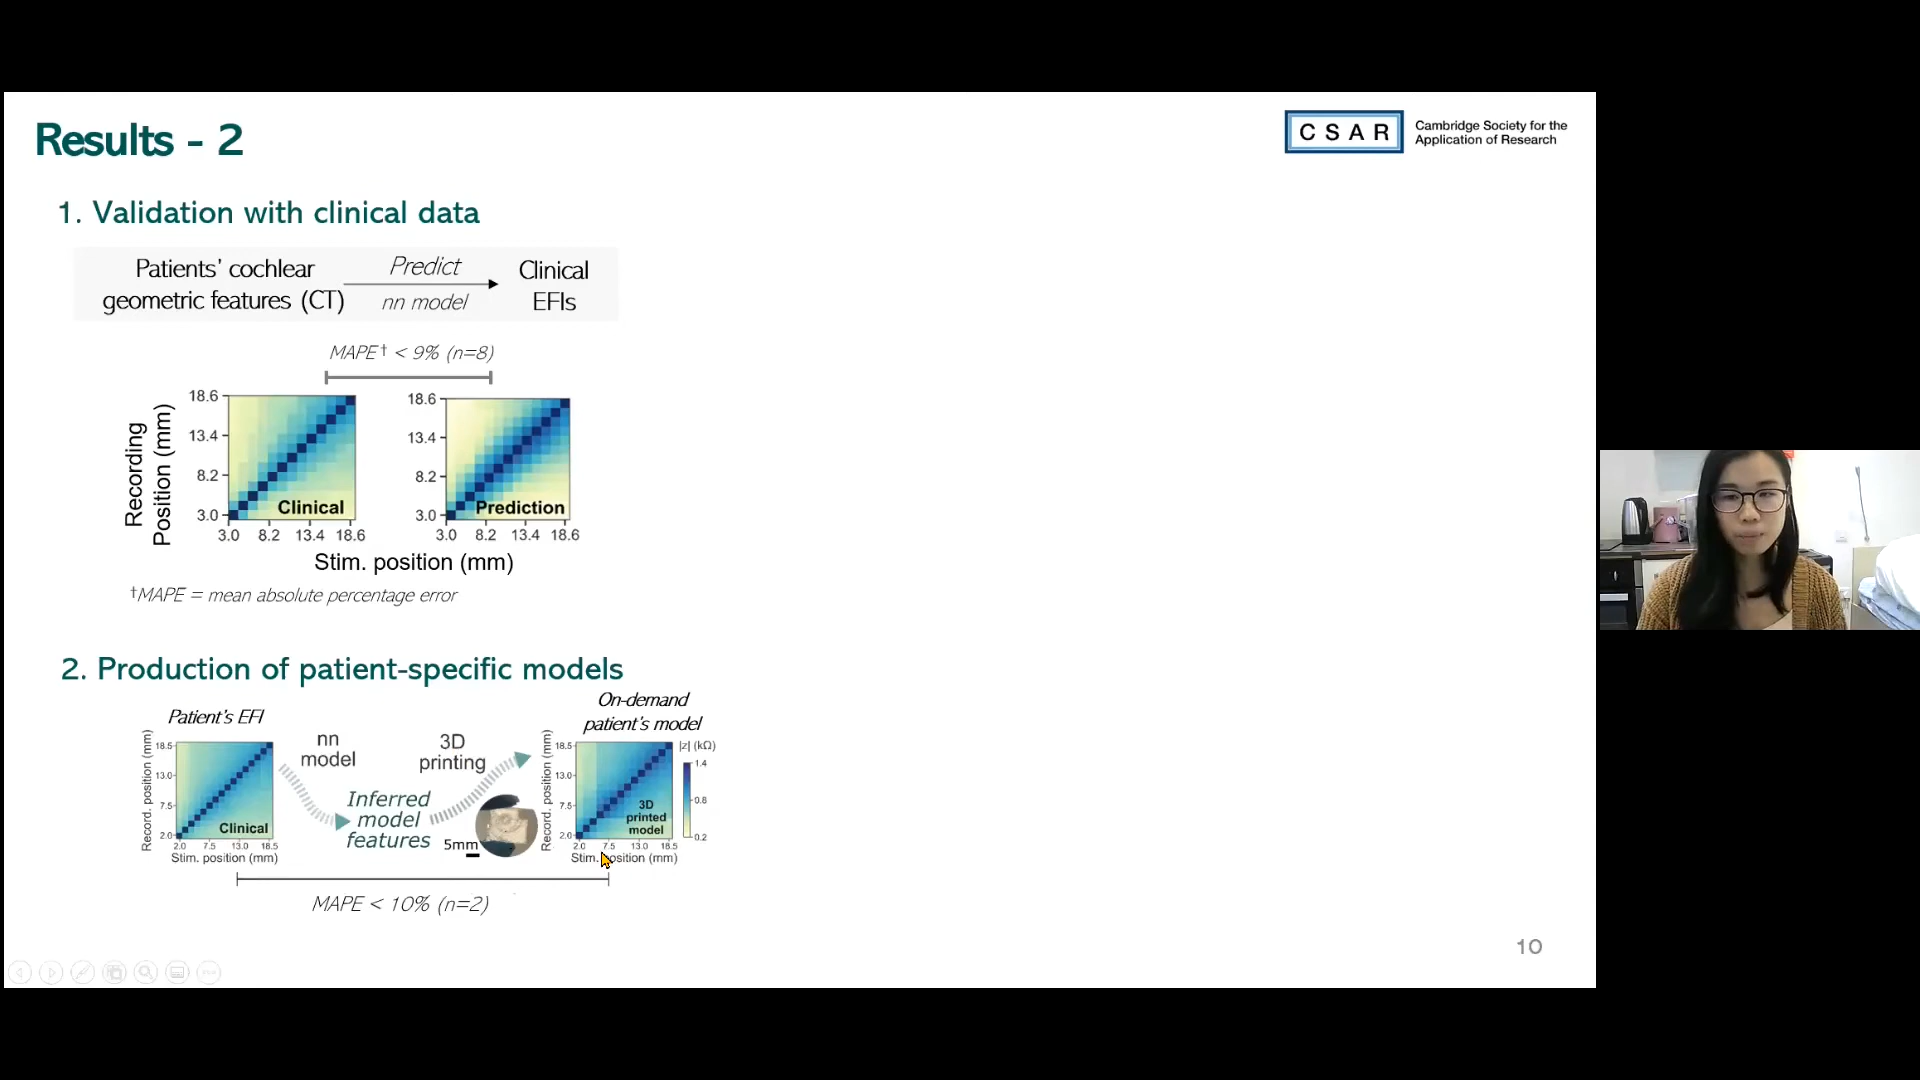 Results - 2
CSAR
Cambridge Society for the
Application of Research
1. Validation with clinical data
Patients' cochlear
geometric features (CT)
Predict
nn model
Clinical
EFIs
MAPE† < 9% (n=8)
Recording
Position (mm)
18.6
13.4
8.2
3.0
Clinical
3.0 8.2 13.4 18.6
18.6
13.4
8.2
3.0
Prediction
3.0 8.2 13.4 18.6
Stim. position (mm)
†MAPE = mean absolute percentage error
2. Production of patient-specific models
Patient's EFI
Record. position (mm)
18.5
13.0
7.5
2.0
Clinical
2.0 7.5 13.0 18.5
Stim. position (mm)
nn
model
Inferred
model
features
3D
printing
5mm
On-demand
patient's model
Record. position (mm)
18.5
13.0
7.5
2.0
3D
printed
model
2.0 7.5 13.0 18.5
Stim. position (mm)
|z| (kΩ)
1.4
0.8
0.2
MAPE < 10% (n=2)
10